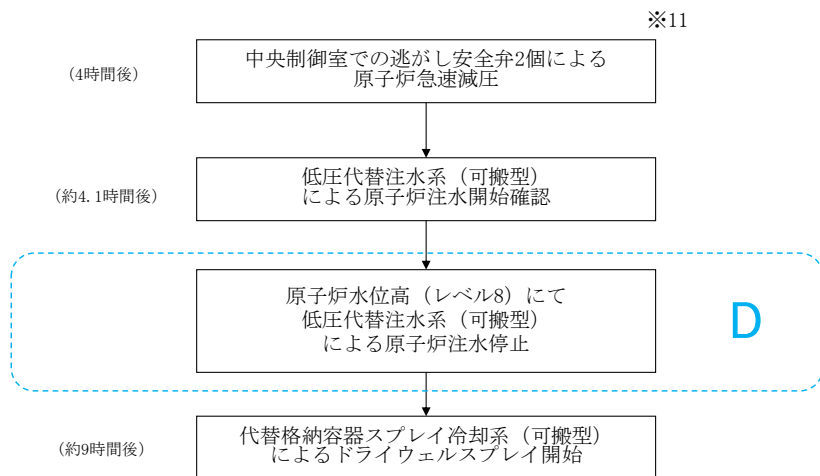 ※11
(4時間後)
中央制御室での逃がし安全弁2個による
原子炉急速減圧
(約4.1時間後)
低圧代替注水系(可搬型)
による原子炉注水開始確認
原子炉水位高(レベル8)にて
低圧代替注水系(可搬型)
による原子炉注水停止
D
(約9時間後)
代替格納容器スプレイ冷却系(可搬型)
によるドライウェルスプレイ開始